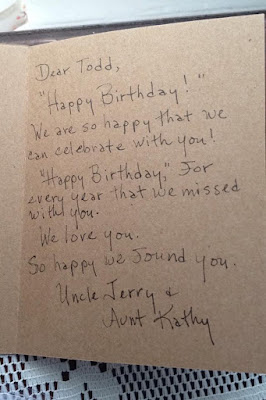 Dear Todd,
"Happy Birthday!"
We are so happy that we
can celebrate with you!
"Happy Birthday," For
every year that we missed
with you.
We love you.
So happy we found you.
Uncle Jerry &
Aunt Kathy